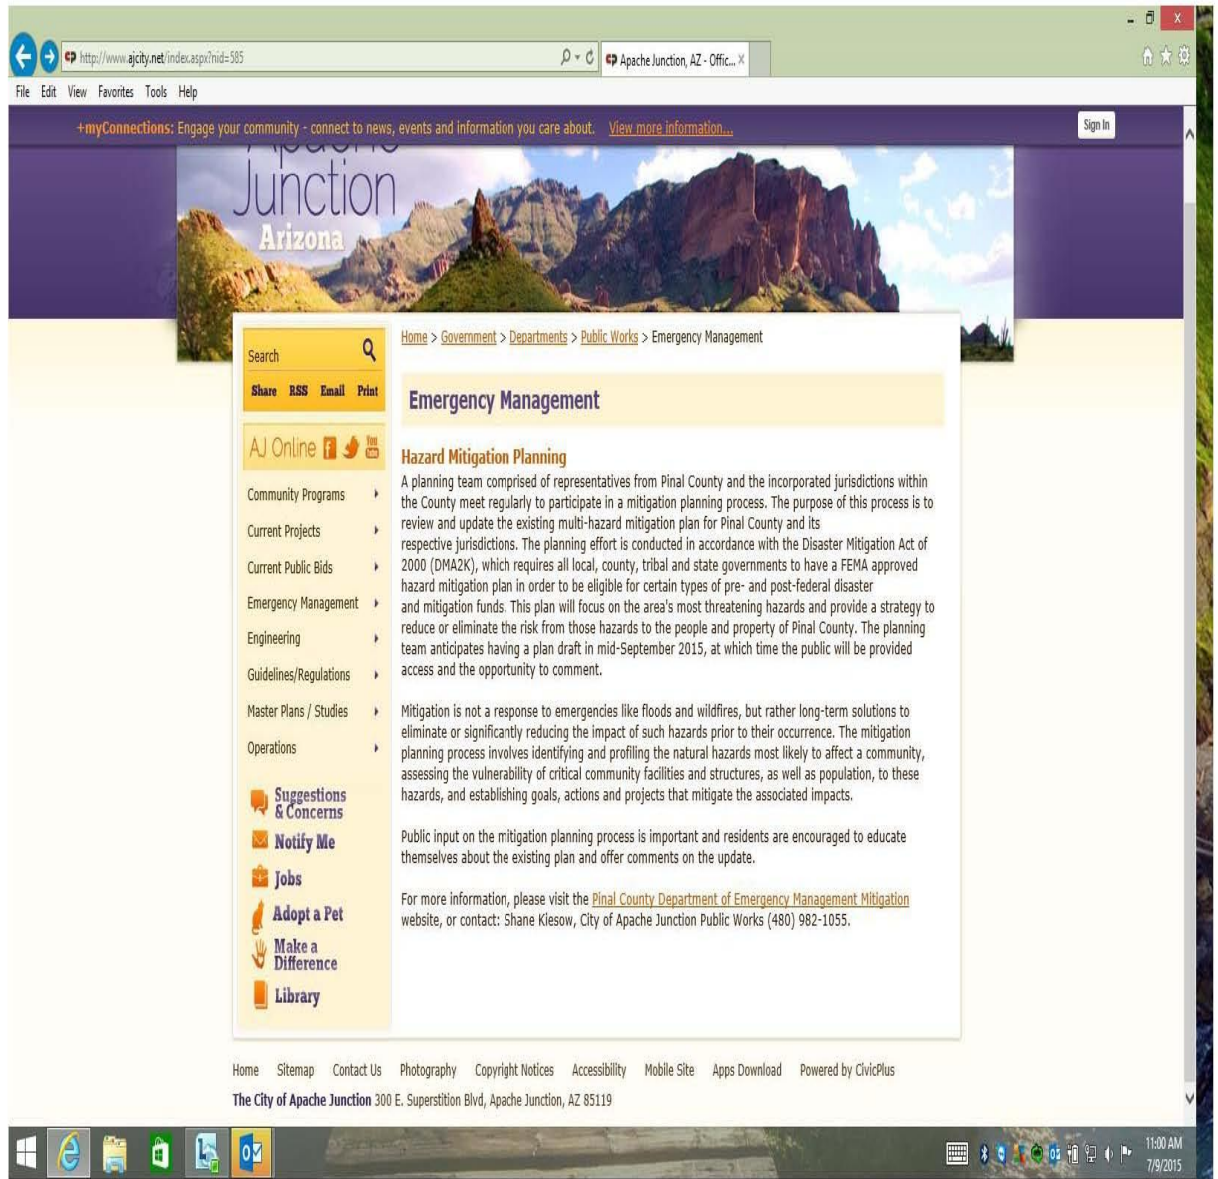 http://www.ajcity.net/index.aspx?nid=585
Apache Junction, AZ - Offic...
File Edit View Favorites Tools Help
+myConnections: Engage your community - connect to news, events and information you care about. View more information...
Sign In
Apache
Junction
Arizona
Search
Share RSS Email Print
AJ Online
You Tube
Community Programs
Current Projects
Current Public Bids
Emergency Management
Engineering
Guidelines/Regulations
Master Plans / Studies
Operations
Suggestions
& Concerns
Notify Me
Jobs
Adopt a Pet
Make a
Difference
Library
Home > Government > Departments > Public Works > Emergency Management
Emergency Management
Hazard Mitigation Planning
A planning team comprised of representatives from Pinal County and the incorporated jurisdictions within
the County meet regularly to participate in a mitigation planning process. The purpose of this process is to
review and update the existing multi-hazard mitigation plan for Pinal County and its
respective jurisdictions. The planning effort is conducted in accordance with the Disaster Mitigation Act of
2000 (DMA2K), which requires all local, county, tribal and state governments to have a FEMA approved
hazard mitigation plan in order to be eligible for certain types of pre- and post-federal disaster
and mitigation funds. This plan will focus on the area's most threatening hazards and provide a strategy to
reduce or eliminate the risk from those hazards to the people and property of Pinal County. The planning
team anticipates having a plan draft in mid-September 2015, at which time the public will be provided
access and the opportunity to comment.
Mitigation is not a response to emergencies like floods and wildfires, but rather long-term solutions to
eliminate or significantly reducing the impact of such hazards prior to their occurrence. The mitigation
planning process involves identifying and profiling the natural hazards most likely to affect a community,
assessing the vulnerability of critical community facilities and structures, as well as population, to these
hazards, and establishing goals, actions and projects that mitigate the associated impacts.
Public input on the mitigation planning process is important and residents are encouraged to educate
themselves about the existing plan and offer comments on the update.
For more information, please visit the Pinal County Department of Emergency Management Mitigation
website, or contact: Shane Kiesow, City of Apache Junction Public Works (480) 982-1055.
Home Sitemap Contact Us Photography Copyright Notices Accessibility Mobile Site Apps Download Powered by CivicPlus
The City of Apache Junction 300 E. Superstition Blvd, Apache Junction, AZ 85119
11:00 AM
7/9/2015